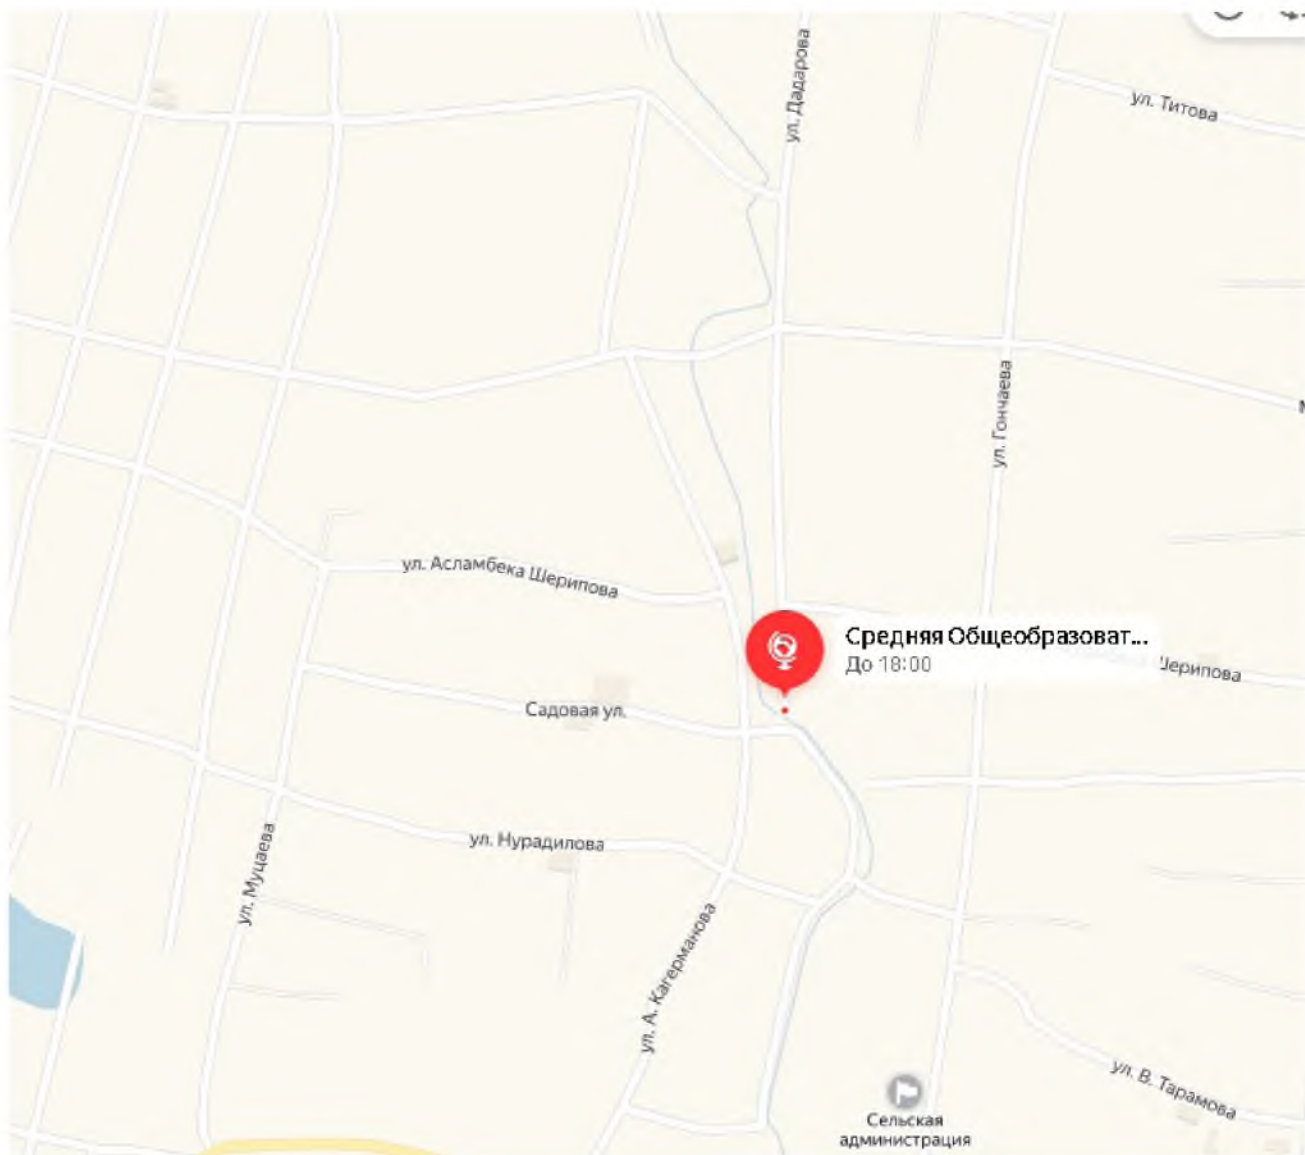 ул. Дадарова
ул. Титова
ул. Гончаева
ул. Асламбека Шерипова
Средняя Общеобразоват...
До 18:00
Шерипова
Садовая ул.
ул. Нурадилова
ул. Муцаева
ул. А. Кагерманова
ул. В. Тарамова
Сельская
администрация